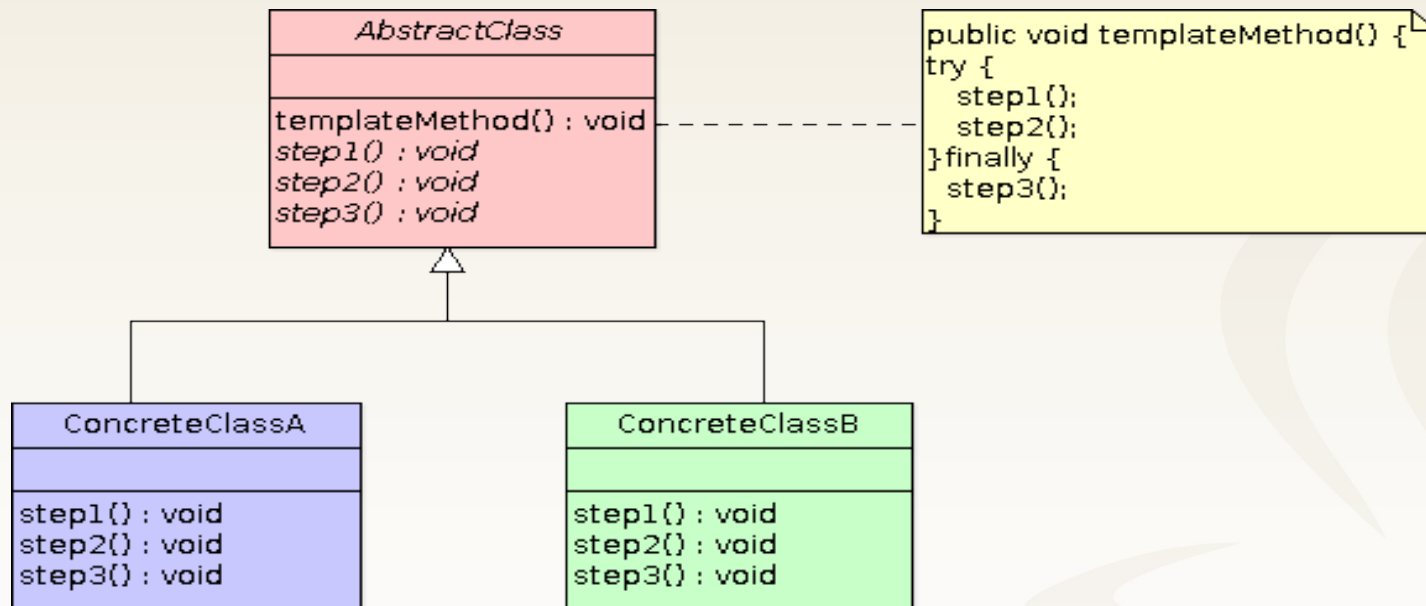 AbstractClass
templateMethod() : void
step1() : void
step2() : void
step3() : void
public void templateMethod() {
try {
step1();
step2();
}finally {
step3();
}
ConcreteClassA
step1() : void
step2() : void
step3() : void
ConcreteClassB
step1() : void
step2() : void
step3() : void